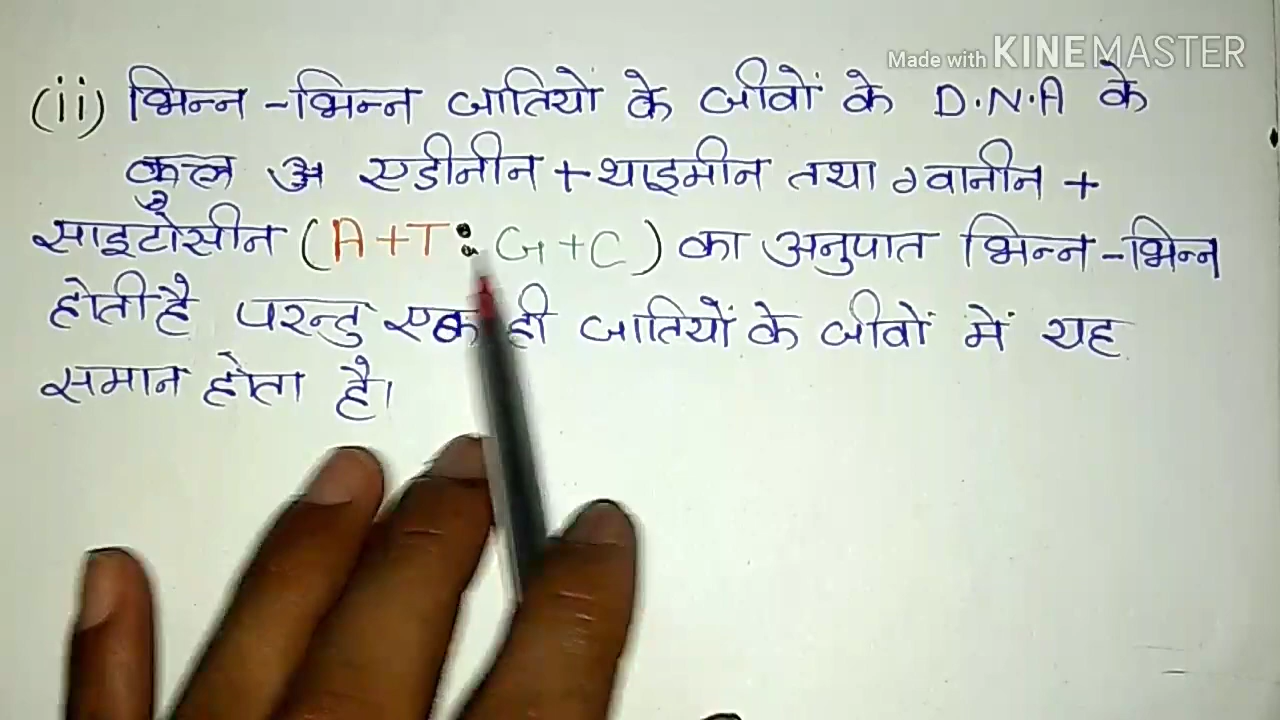 Made with KINEMASTER
(ii) भिन्न-भिन्न जातियों के जीवों के D.N.A के
कुल अ एडीनीन + थाइमीन तथा ग्वानीन +
साइटोसीन (A+T : G+C) का अनुपात भिन्न-भिन्न
होती है परन्तु एक ही जातियों के जीवों में यह
समान होता है।